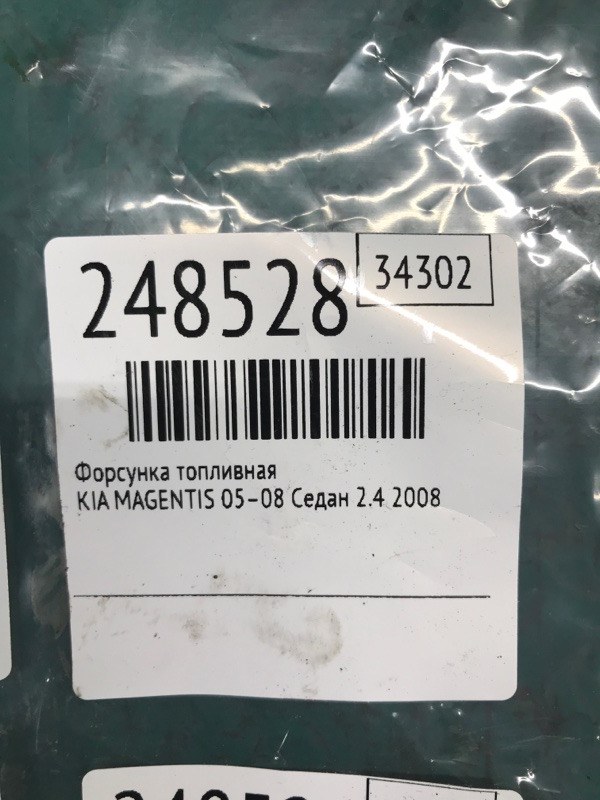 248528 34302
Форсунка топливная
KIA MAGENTIS 05-08 Седан 2.4 2008